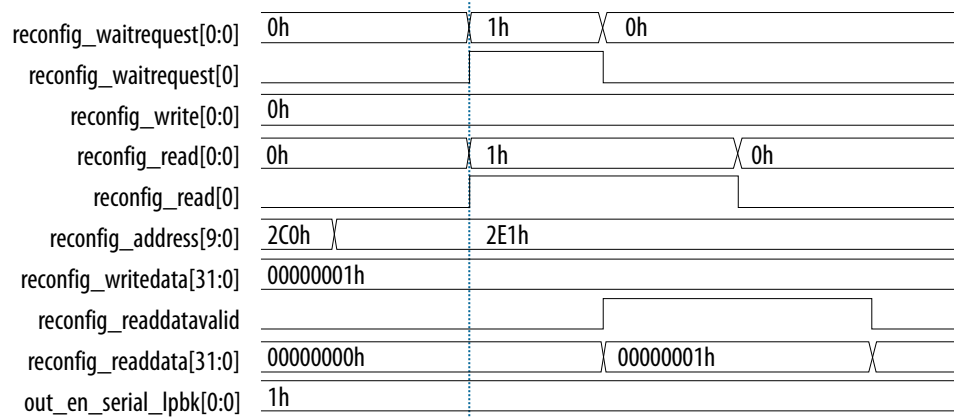 reconfig_waitrequest[0:0] 0h 1h 0h
reconfig_waitrequest[0]
reconfig_write[0:0] 0h
reconfig_read[0:0] 0h 1h 0h
reconfig_read[0]
reconfig_address[9:0] 2C0h 2E1h
reconfig_writedata[31:0] 00000001h
reconfig_readdatavalid
reconfig_readdata[31:0] 00000000h 00000001h
out_en_serial_lpbk[0:0] 1h